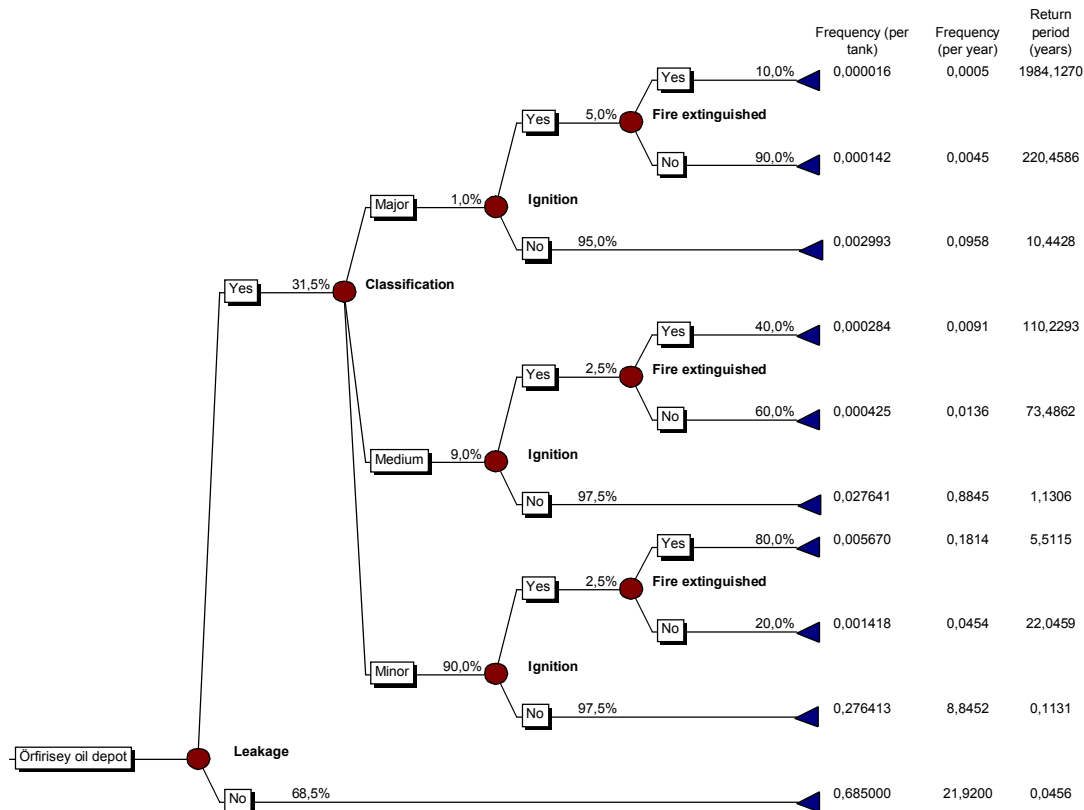 Return
Frequency (per Frequency period
tank) (per year) (years)
Yes 10,0% 0,000016 0,0005 1984,1270
Yes 5,0% Fire extinguished
No 90,0% 0,000142 0,0045 220,4586
Major 1,0% Ignition
No 95,0% 0,002993 0,0958 10,4428
Yes 31,5% Classification
Yes 40,0% 0,000284 0,0091 110,2293
Yes 2,5% Fire extinguished
No 60,0% 0,000425 0,0136 73,4862
Medium 9,0% Ignition
No 97,5% 0,027641 0,8845 1,1306
Yes 80,0% 0,005670 0,1814 5,5115
Yes 2,5% Fire extinguished
No 20,0% 0,001418 0,0454 22,0459
Minor 90,0% Ignition
No 97,5% 0,276413 8,8452 0,1131
Örfirisey oil depot Leakage
No 68,5% 0,685000 21,9200 0,0456